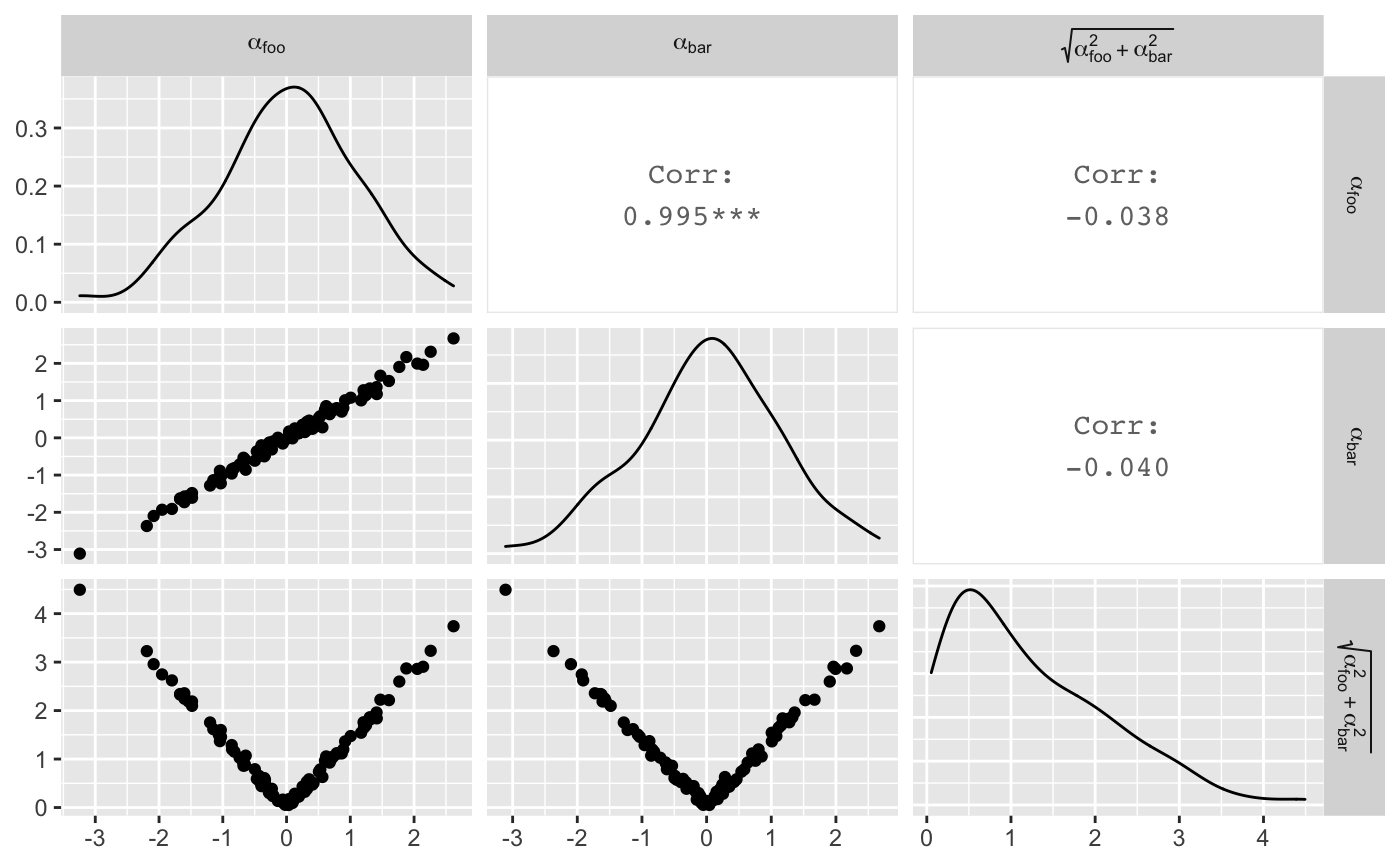 α_foo α_bar √(α²_foo + α²_bar)
0.3
0.2
0.1
0.0
Corr:
0.995***
Corr:
-0.038
α_foo
2
1
0
-1
-2
-3
Corr:
-0.040
α_bar
4
3
2
1
0
√(α²_foo + α²_bar)
-3 -2 -1 0 1 2 -3 -2 -1 0 1 2 0 1 2 3 4